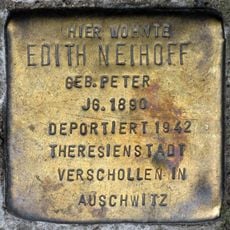 HIER WOHNTE
EDITH NEIHOFF
GEB. PETER
JG. 1890
DEPORTIERT 1942
THERESIENSTADT
VERSCHOLLEN IN
AUSCHWITZ